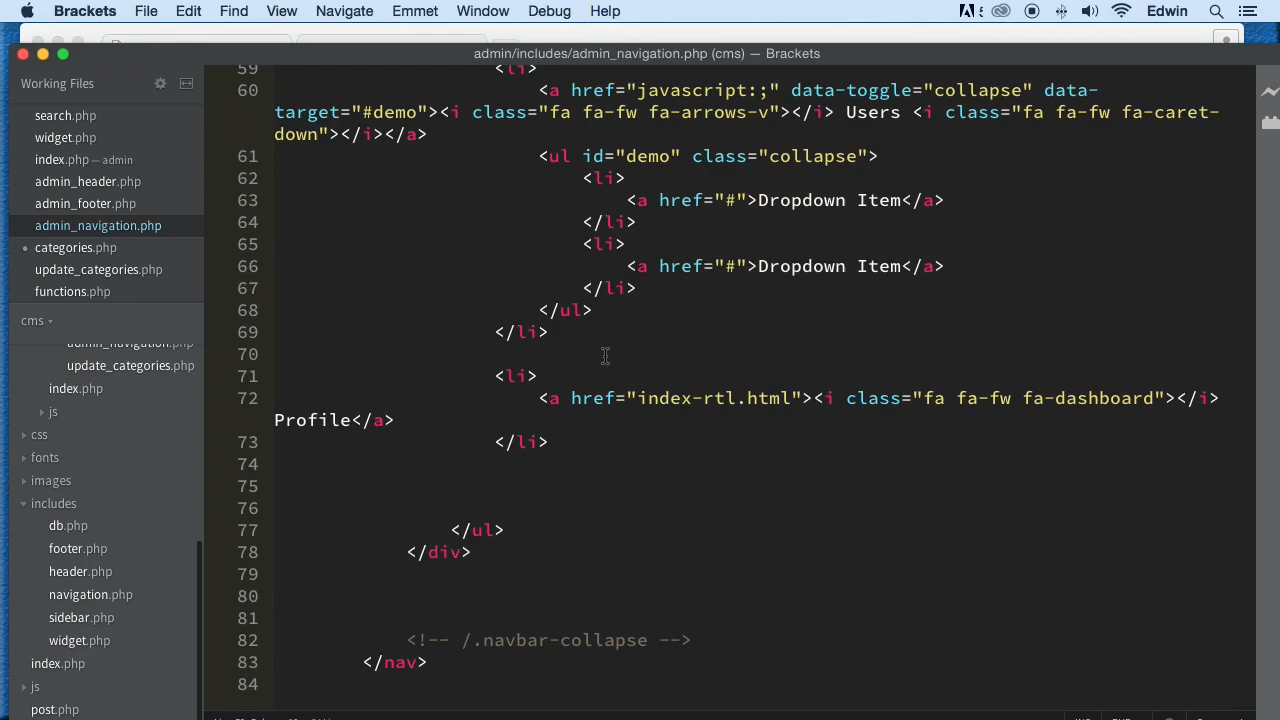 Brackets File Edit Find View Navigate Emmet Window Debug Help Edwin
admin/includes/admin_navigation.php (cms) — Brackets
Working Files
search.php
widget.php
index.php — admin
admin_header.php
admin_footer.php
admin_navigation.php
categories.php
update_categories.php
functions.php
cms
admin_navigation.php
update_categories.php
index.php
js
css
fonts
images
includes
db.php
footer.php
header.php
navigation.php
sidebar.php
widget.php
index.php
js
post.php
59 <li>
60 <a href="javascript:;" data-toggle="collapse" data-
target="#demo"><i class="fa fa-fw fa-arrows-v"></i> Users <i class="fa fa-fw fa-caret-
down"></i></a>
61 <ul id="demo" class="collapse">
62 <li>
63 <a href="#">Dropdown Item</a>
64 </li>
65 <li>
66 <a href="#">Dropdown Item</a>
67 </li>
68 </ul>
69 </li>
70
71 <li>
72 <a href="index-rtl.html"><i class="fa fa-fw fa-dashboard"></i>
Profile</a>
73 </li>
74
75
76
77 </ul>
78 </div>
79
80
81
82 <!-- /.navbar-collapse -->
83 </nav>
84